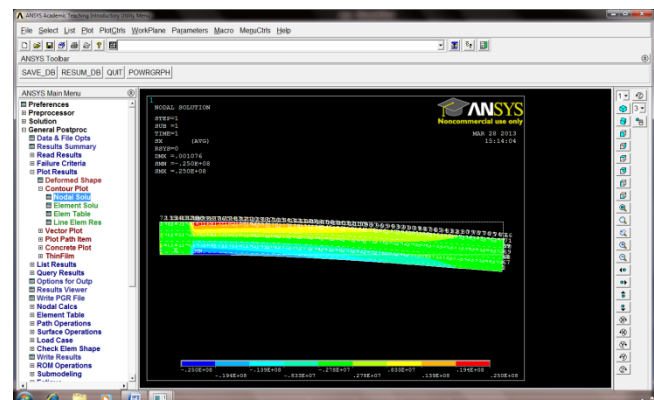 ANSYS Academic Teaching Introductory Utility Menu
File Select List Plot PlotCtrls WorkPlane Parameters Macro MenuCtrls Help
ANSYS Toolbar
SAVE_DB RESUM_DB QUIT POWRGRPH
ANSYS Main Menu
Preferences
Preprocessor
Solution
General Postproc
Data & File Opts
Results Summary
Read Results
Failure Criteria
Plot Results
Deformed Shape
Contour Plot
Nodal Solu
Element Solu
Elem Table
Line Elem Res
Vector Plot
Plot Path Item
Concrete Plot
ThinFilm
List Results
Query Results
Options for Outp
Results Viewer
Write PGR File
Nodal Calcs
Element Table
Path Operations
Surface Operations
Load Case
Check Elem Shape
Write Results
ROM Operations
Submodeling
1
NODAL SOLUTION
STEP=1
SUB =1
TIME=1
SX (AVG)
RSYS=0
DMX =.001076
SMN =-.250E+08
SMX =.250E+08
ANSYS
Noncommercial use only
MAR 28 2013
15:14:04
-.250E+08 -.139E+08 -.278E+07 .833E+07 .194E+08
-.194E+08 -.833E+07 .278E+07 .139E+08 .250E+08
1
3